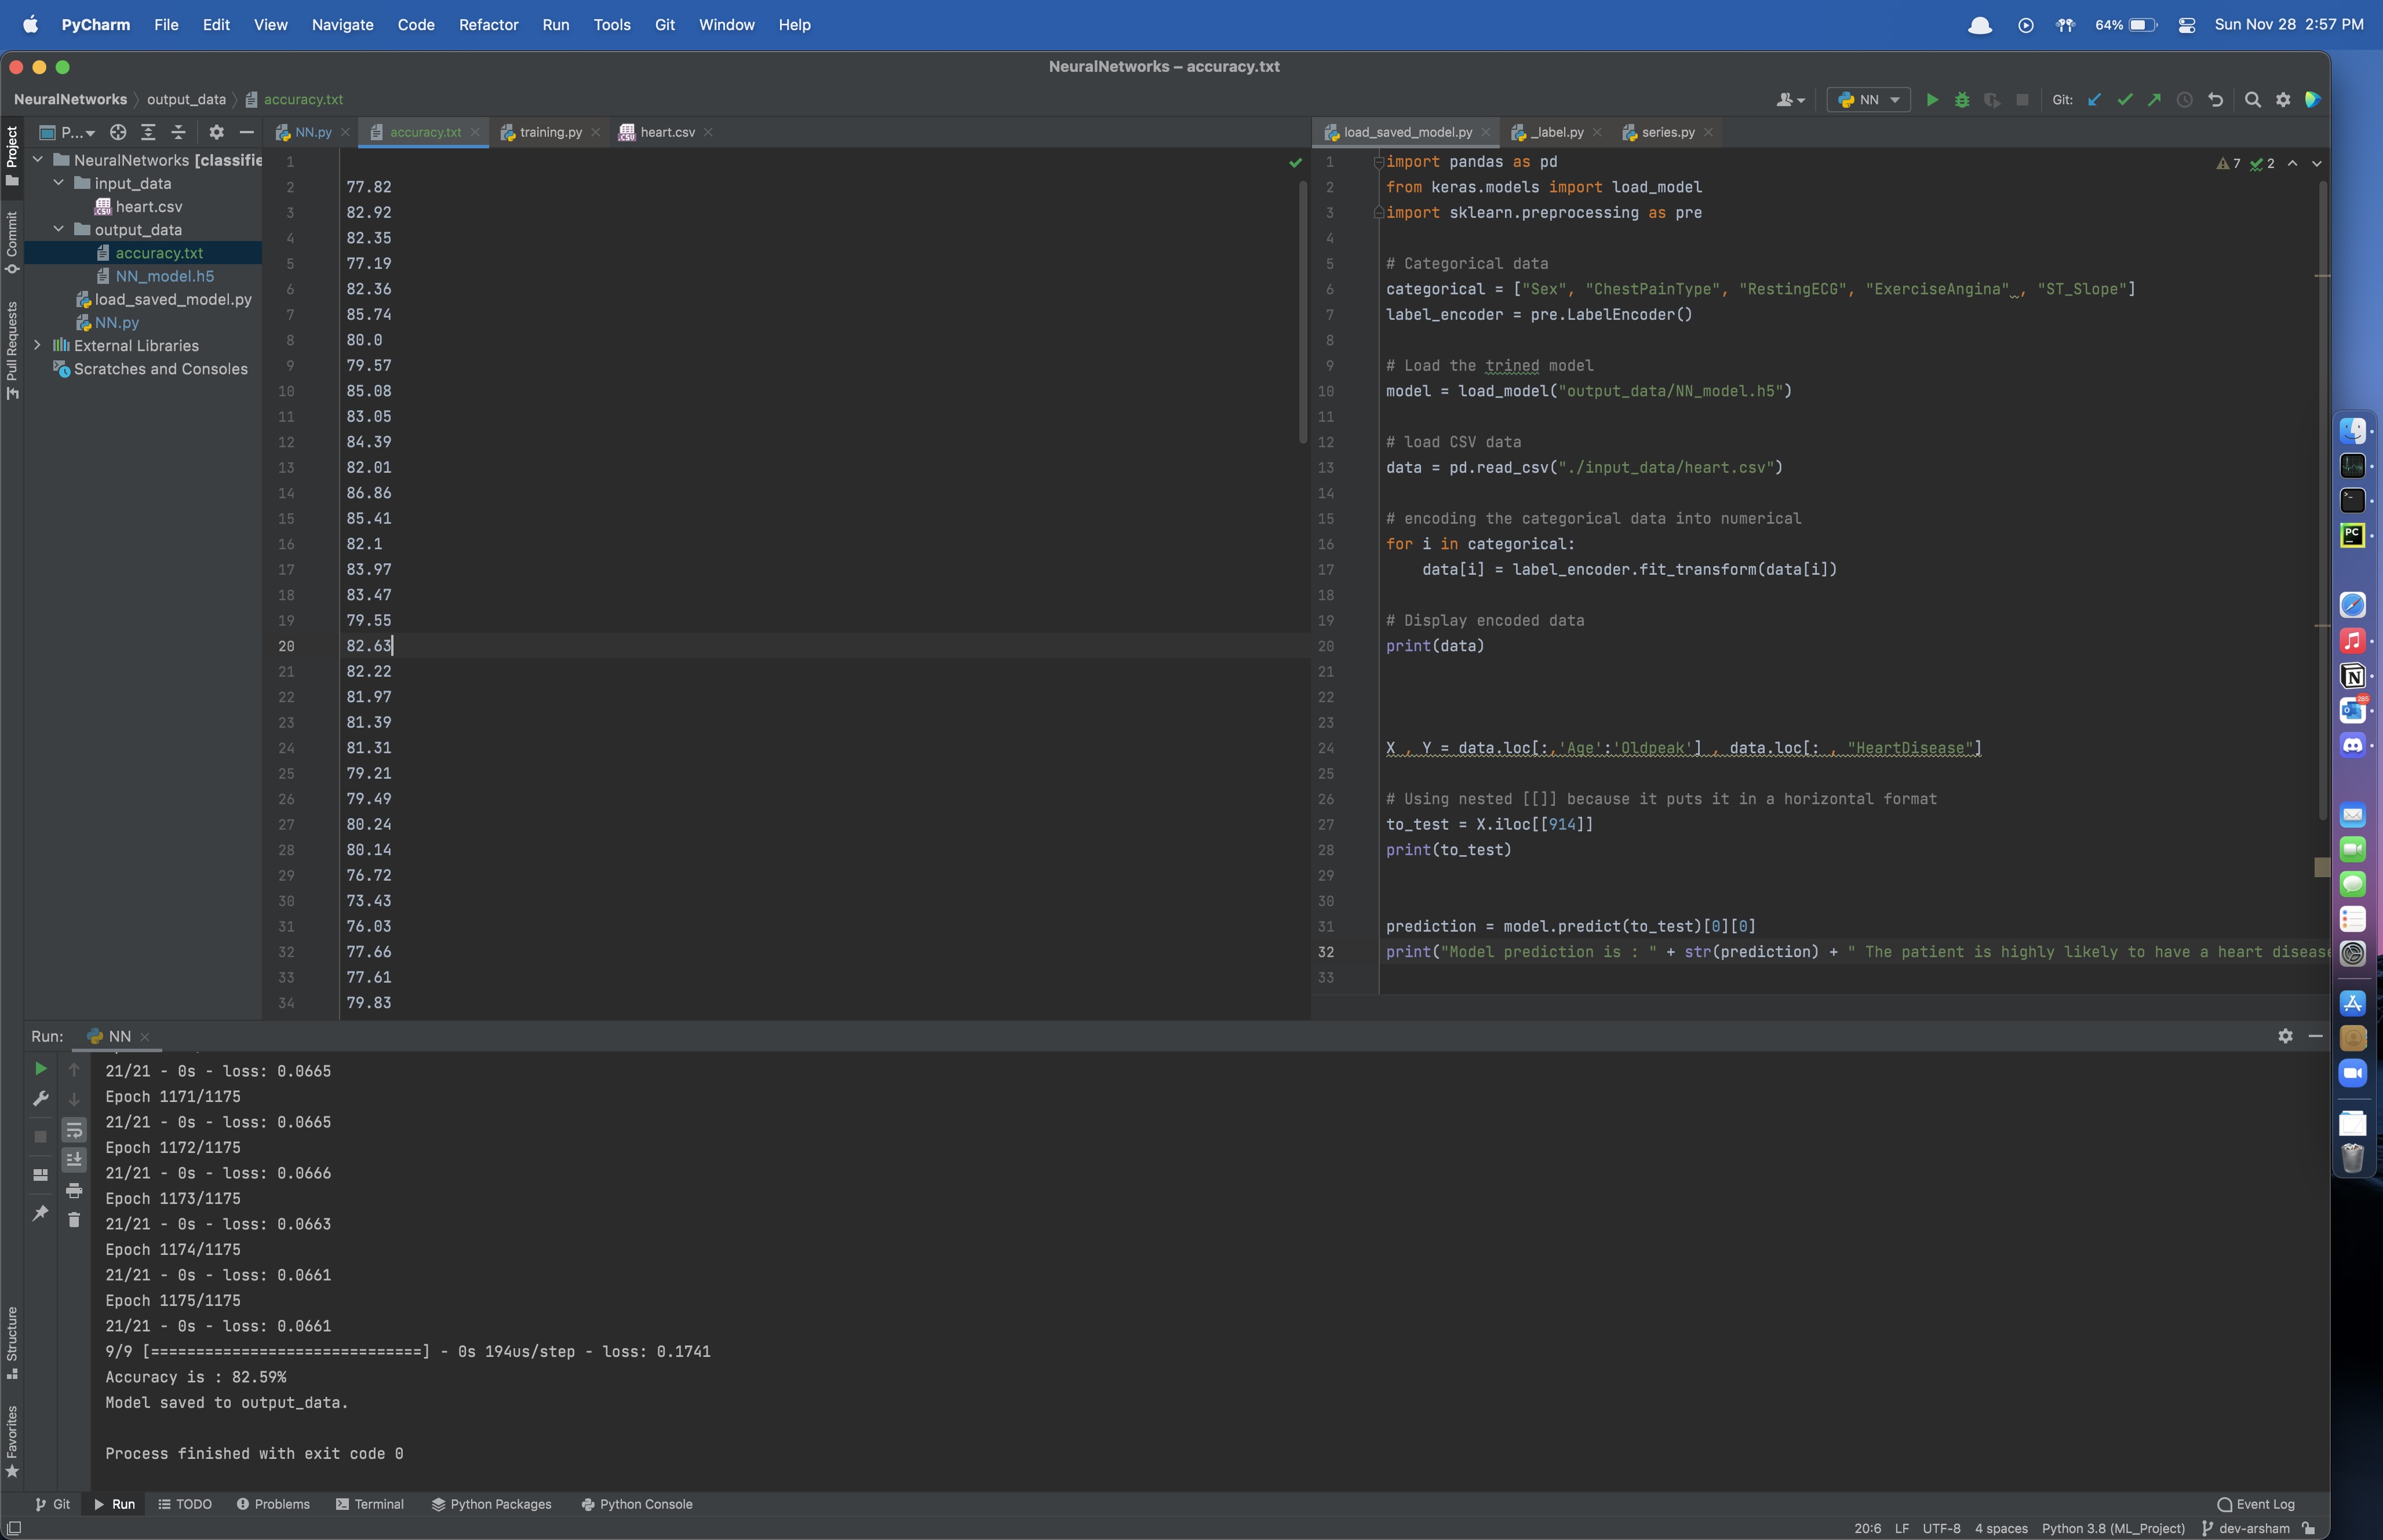 PyCharm File Edit View Navigate Code Refactor Run Tools Git Window Help 64% Sun Nov 28 2:57 PM
NeuralNetworks – accuracy.txt
NeuralNetworks output_data accuracy.txt NN Git:
P... NN.py accuracy.txt training.py heart.csv load_saved_model.py _label.py series.py
Project
Commit
Pull Requests
NeuralNetworks [classifie
input_data
heart.csv
output_data
accuracy.txt
NN_model.h5
load_saved_model.py
NN.py
External Libraries
Scratches and Consoles
1
2 77.82
3 82.92
4 82.35
5 77.19
6 82.36
7 85.74
8 80.0
9 79.57
10 85.08
11 83.05
12 84.39
13 82.01
14 86.86
15 85.41
16 82.1
17 83.97
18 83.47
19 79.55
20 82.63
21 82.22
22 81.97
23 81.39
24 81.31
25 79.21
26 79.49
27 80.24
28 80.14
29 76.72
30 73.43
31 76.03
32 77.66
33 77.61
34 79.83
7 2
1 import pandas as pd
2 from keras.models import load_model
3 import sklearn.preprocessing as pre
4
5 # Categorical data
6 categorical = ["Sex", "ChestPainType", "RestingECG", "ExerciseAngina" , "ST_Slope"]
7 label_encoder = pre.LabelEncoder()
8
9 # Load the trined model
10 model = load_model("output_data/NN_model.h5")
11
12 # load CSV data
13 data = pd.read_csv("./input_data/heart.csv")
14
15 # encoding the categorical data into numerical
16 for i in categorical:
17 data[i] = label_encoder.fit_transform(data[i])
18
19 # Display encoded data
20 print(data)
21
22
23
24 X , Y = data.loc[:,'Age':'Oldpeak'] , data.loc[: , "HeartDisease"]
25
26 # Using nested [[]] because it puts it in a horizontal format
27 to_test = X.iloc[[914]]
28 print(to_test)
29
30
31 prediction = model.predict(to_test)[0][0]
32 print("Model prediction is : " + str(prediction) + " The patient is highly likely to have a heart disease
33
PC
285
Run: NN
21/21 - 0s - loss: 0.0665
Epoch 1171/1175
21/21 - 0s - loss: 0.0665
Epoch 1172/1175
21/21 - 0s - loss: 0.0666
Epoch 1173/1175
21/21 - 0s - loss: 0.0663
Epoch 1174/1175
21/21 - 0s - loss: 0.0661
Epoch 1175/1175
21/21 - 0s - loss: 0.0661
9/9 [==============================] - 0s 194us/step - loss: 0.1741
Accuracy is : 82.59%
Model saved to output_data.
Process finished with exit code 0
Structure
Favorites
Git Run TODO Problems Terminal Python Packages Python Console Event Log
20:6 LF UTF-8 4 spaces Python 3.8 (ML_Project) dev-arsham